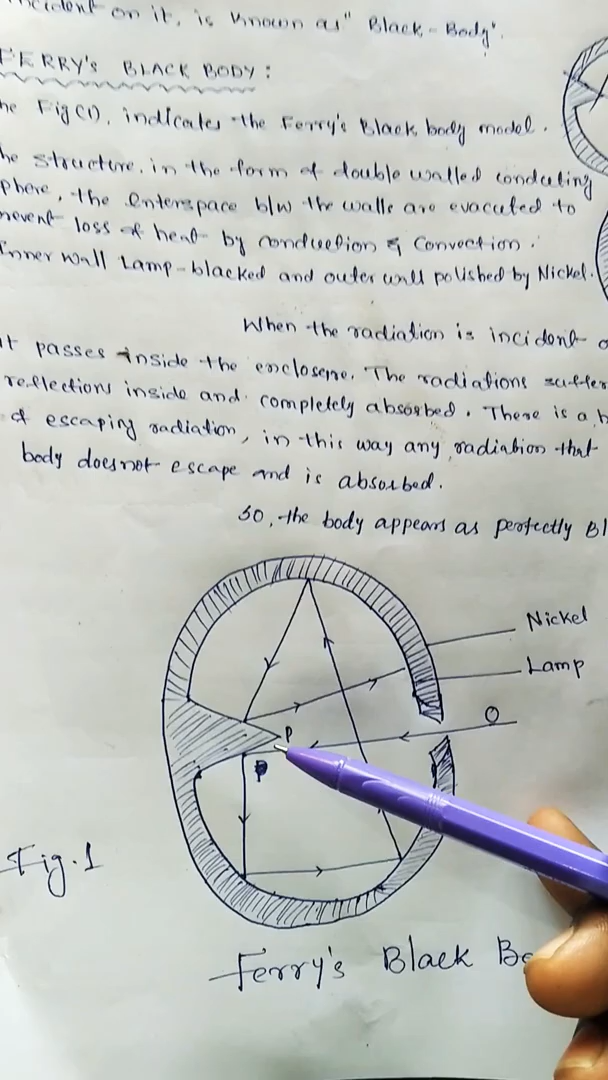 ncident on it, is known as "Black-Body".
FERRY'S BLACK BODY:
he Fig(1), indicates the Ferry's Black body model.
he structure, in the form of double walled conducting
phere, the Enterspace b/w the walls are evacuted to
revent loss of heat by conduction & Convection.
Inner wall Lamp-blacked and outer wall polished by Nickel.
When the radiation is incident o
It passes inside the enclosere. The radiations suffer
reflections inside and completely absorbed. There is a
of escaping radiation, in this way any radiation that
body doesnot escape and is absorbed.
so, the body appears as perfectly Bl
Nickel
Lamp
O
P
P
Fig.1
Ferry's Black Bo